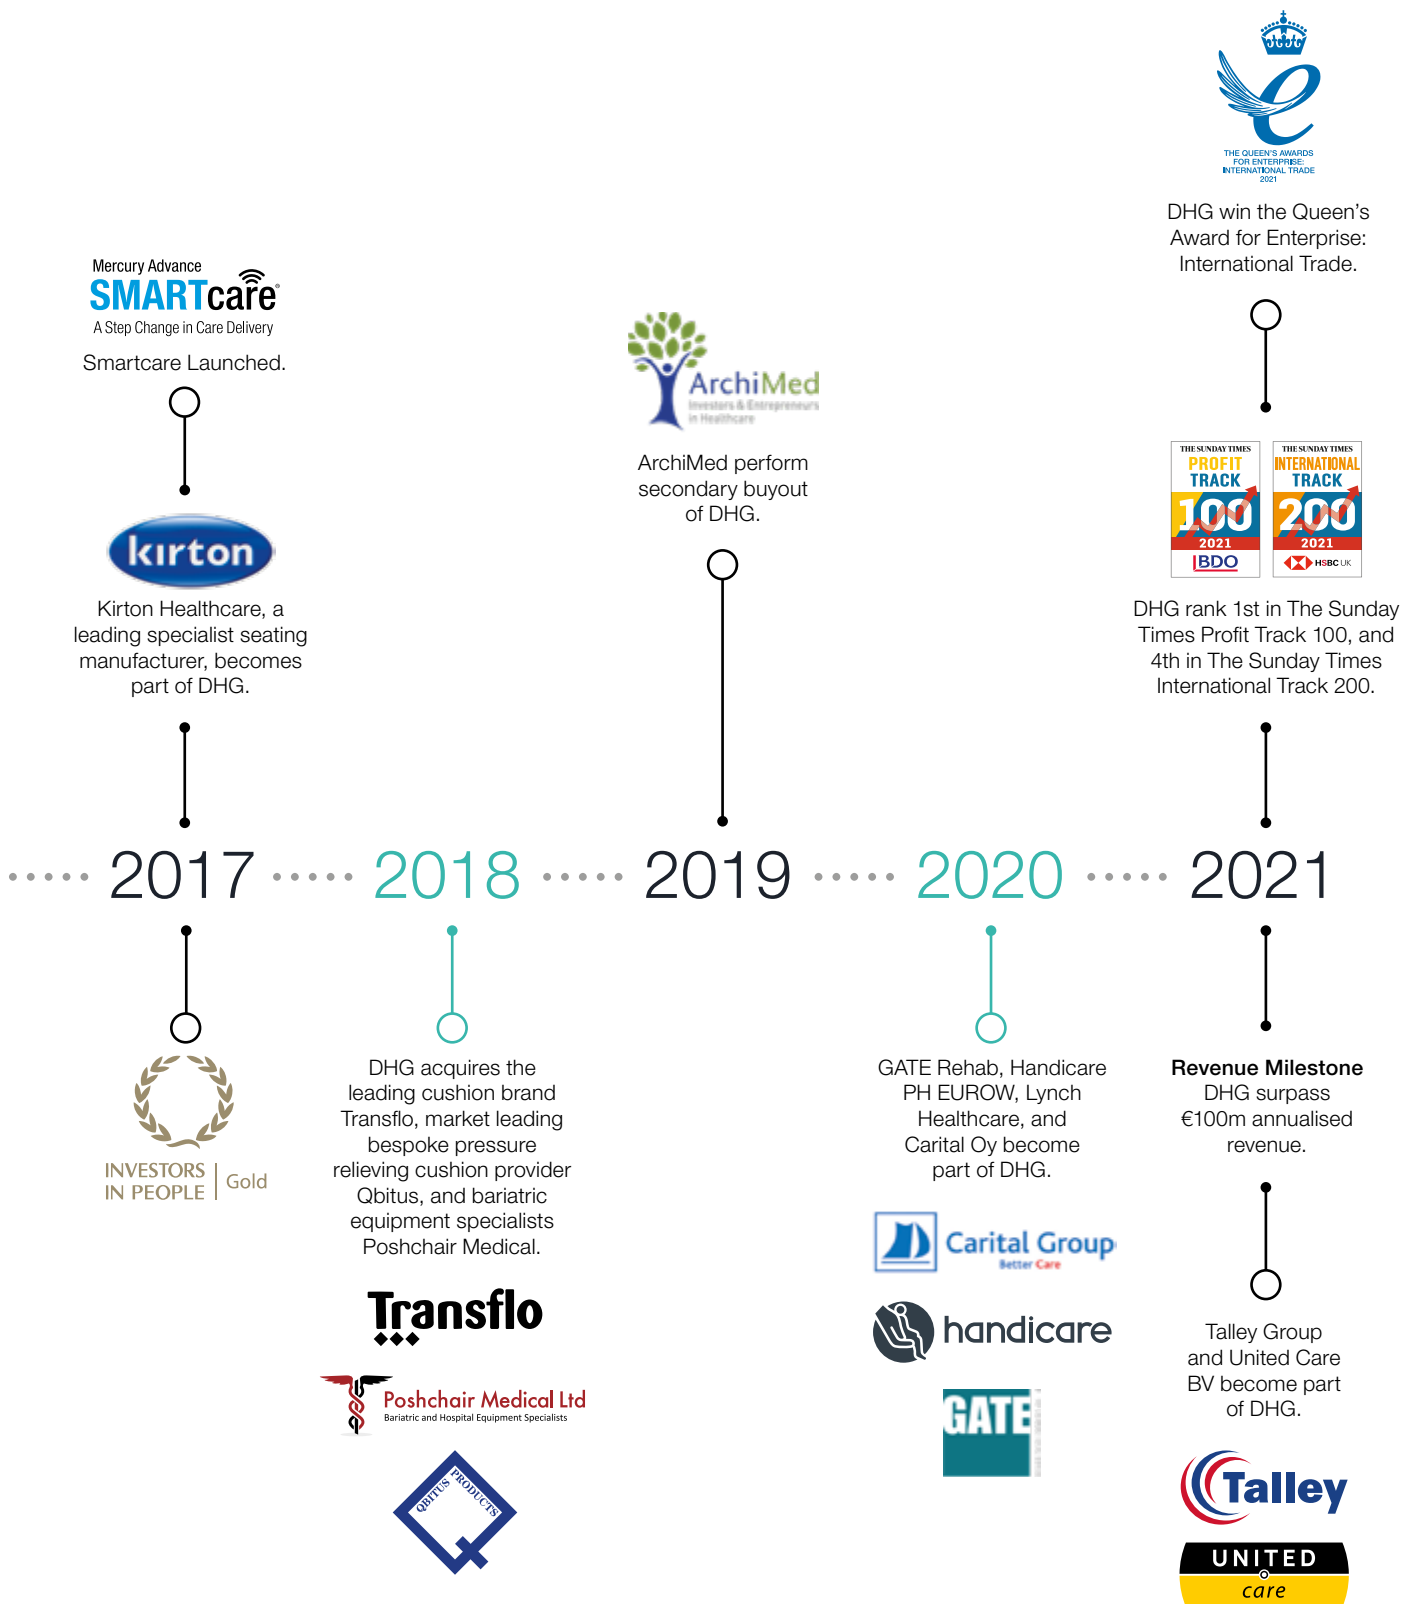 Mercury Advance
SMARTcare®
A Step Change in Care Delivery
Smartcare Launched.
kirton
Kirton Healthcare, a
leading specialist seating
manufacturer, becomes
part of DHG.
2017
INVESTORS
IN PEOPLE
Gold
2018
DHG acquires the
leading cushion brand
Transflo, market leading
bespoke pressure
relieving cushion provider
Qbitus, and bariatric
equipment specialists
Poshchair Medical.
Transflo
Poshchair Medical Ltd
Bariatric and Hospital Equipment Specialists
QBITUS PRODUCTS
ArchiMed
Investors & Entrepreneurs
in Healthcare
ArchiMed perform
secondary buyout
of DHG.
2019
2020
GATE Rehab, Handicare
PH EUROW, Lynch
Healthcare, and
Carital Oy become
part of DHG.
Carital Group
Better Care
handicare
GATE
THE QUEEN'S AWARDS
FOR ENTERPRISE:
INTERNATIONAL TRADE
2021
DHG win the Queen's
Award for Enterprise:
International Trade.
THE SUNDAY TIMES
PROFIT
TRACK
100
2021
BDO
THE SUNDAY TIMES
INTERNATIONAL
TRACK
200
2021
HSBC UK
DHG rank 1st in The Sunday
Times Profit Track 100, and
4th in The Sunday Times
International Track 200.
2021
Revenue Milestone
DHG surpass
€100m annualised
revenue.
Talley Group
and United Care
BV become part
of DHG.
Talley
UNITED
care